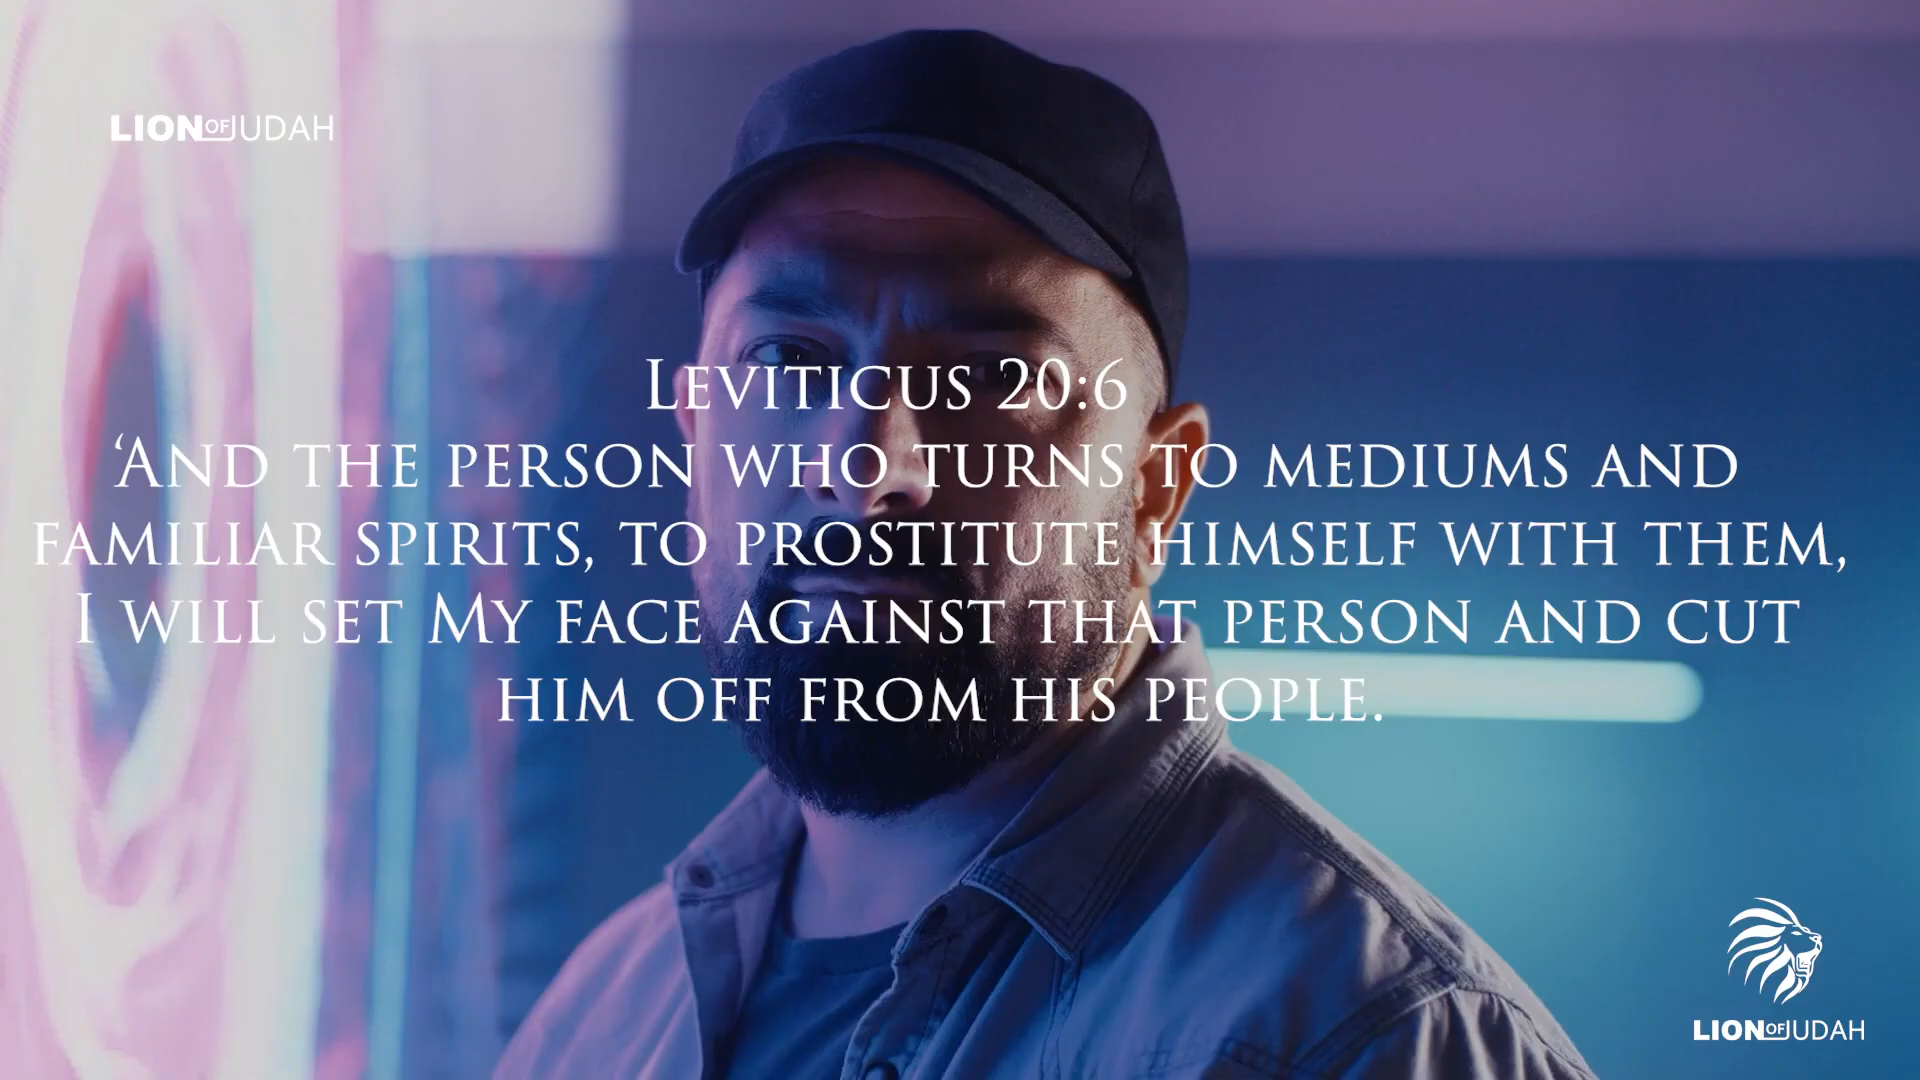 LION OF JUDAH
Leviticus 20:6
‘And the person who turns to mediums and
familiar spirits, to prostitute himself with them,
I will set My face against that person and cut
him off from his people.
LION OF JUDAH